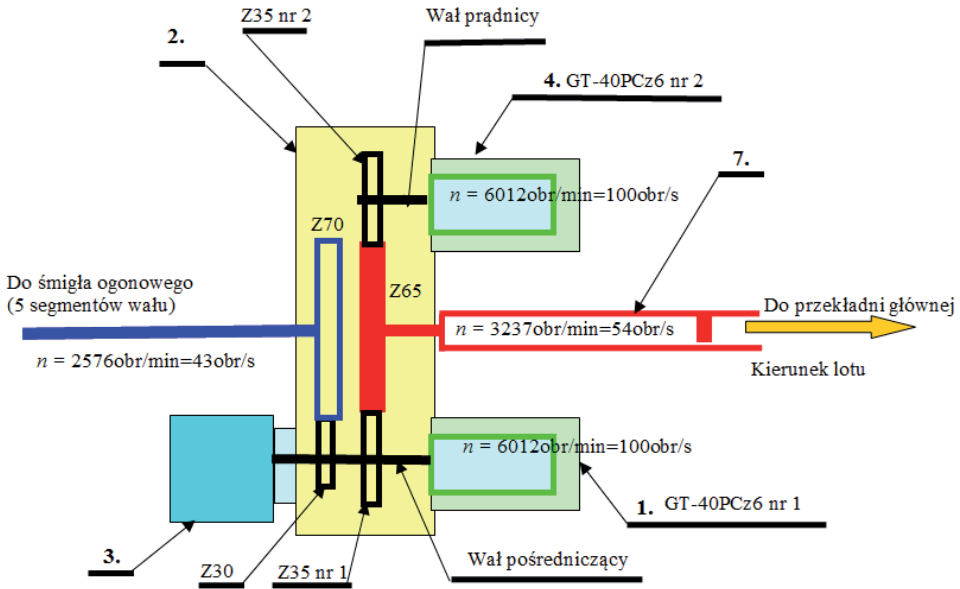 Z35 nr 2
Wał prądnicy
2.
4. GT-40PCz6 nr 2
7.
n = 6012obr/min=100obr/s
Z70
Z65
Do śmigła ogonowego
(5 segmentów wału)
Do przekładni głównej
n = 3237obr/min=54obr/s
n = 2576obr/min=43obr/s
Kierunek lotu
n = 6012obr/min=100obr/s
1. GT-40PCz6 nr 1
3.
Z30
Z35 nr 1
Wał pośredniczący